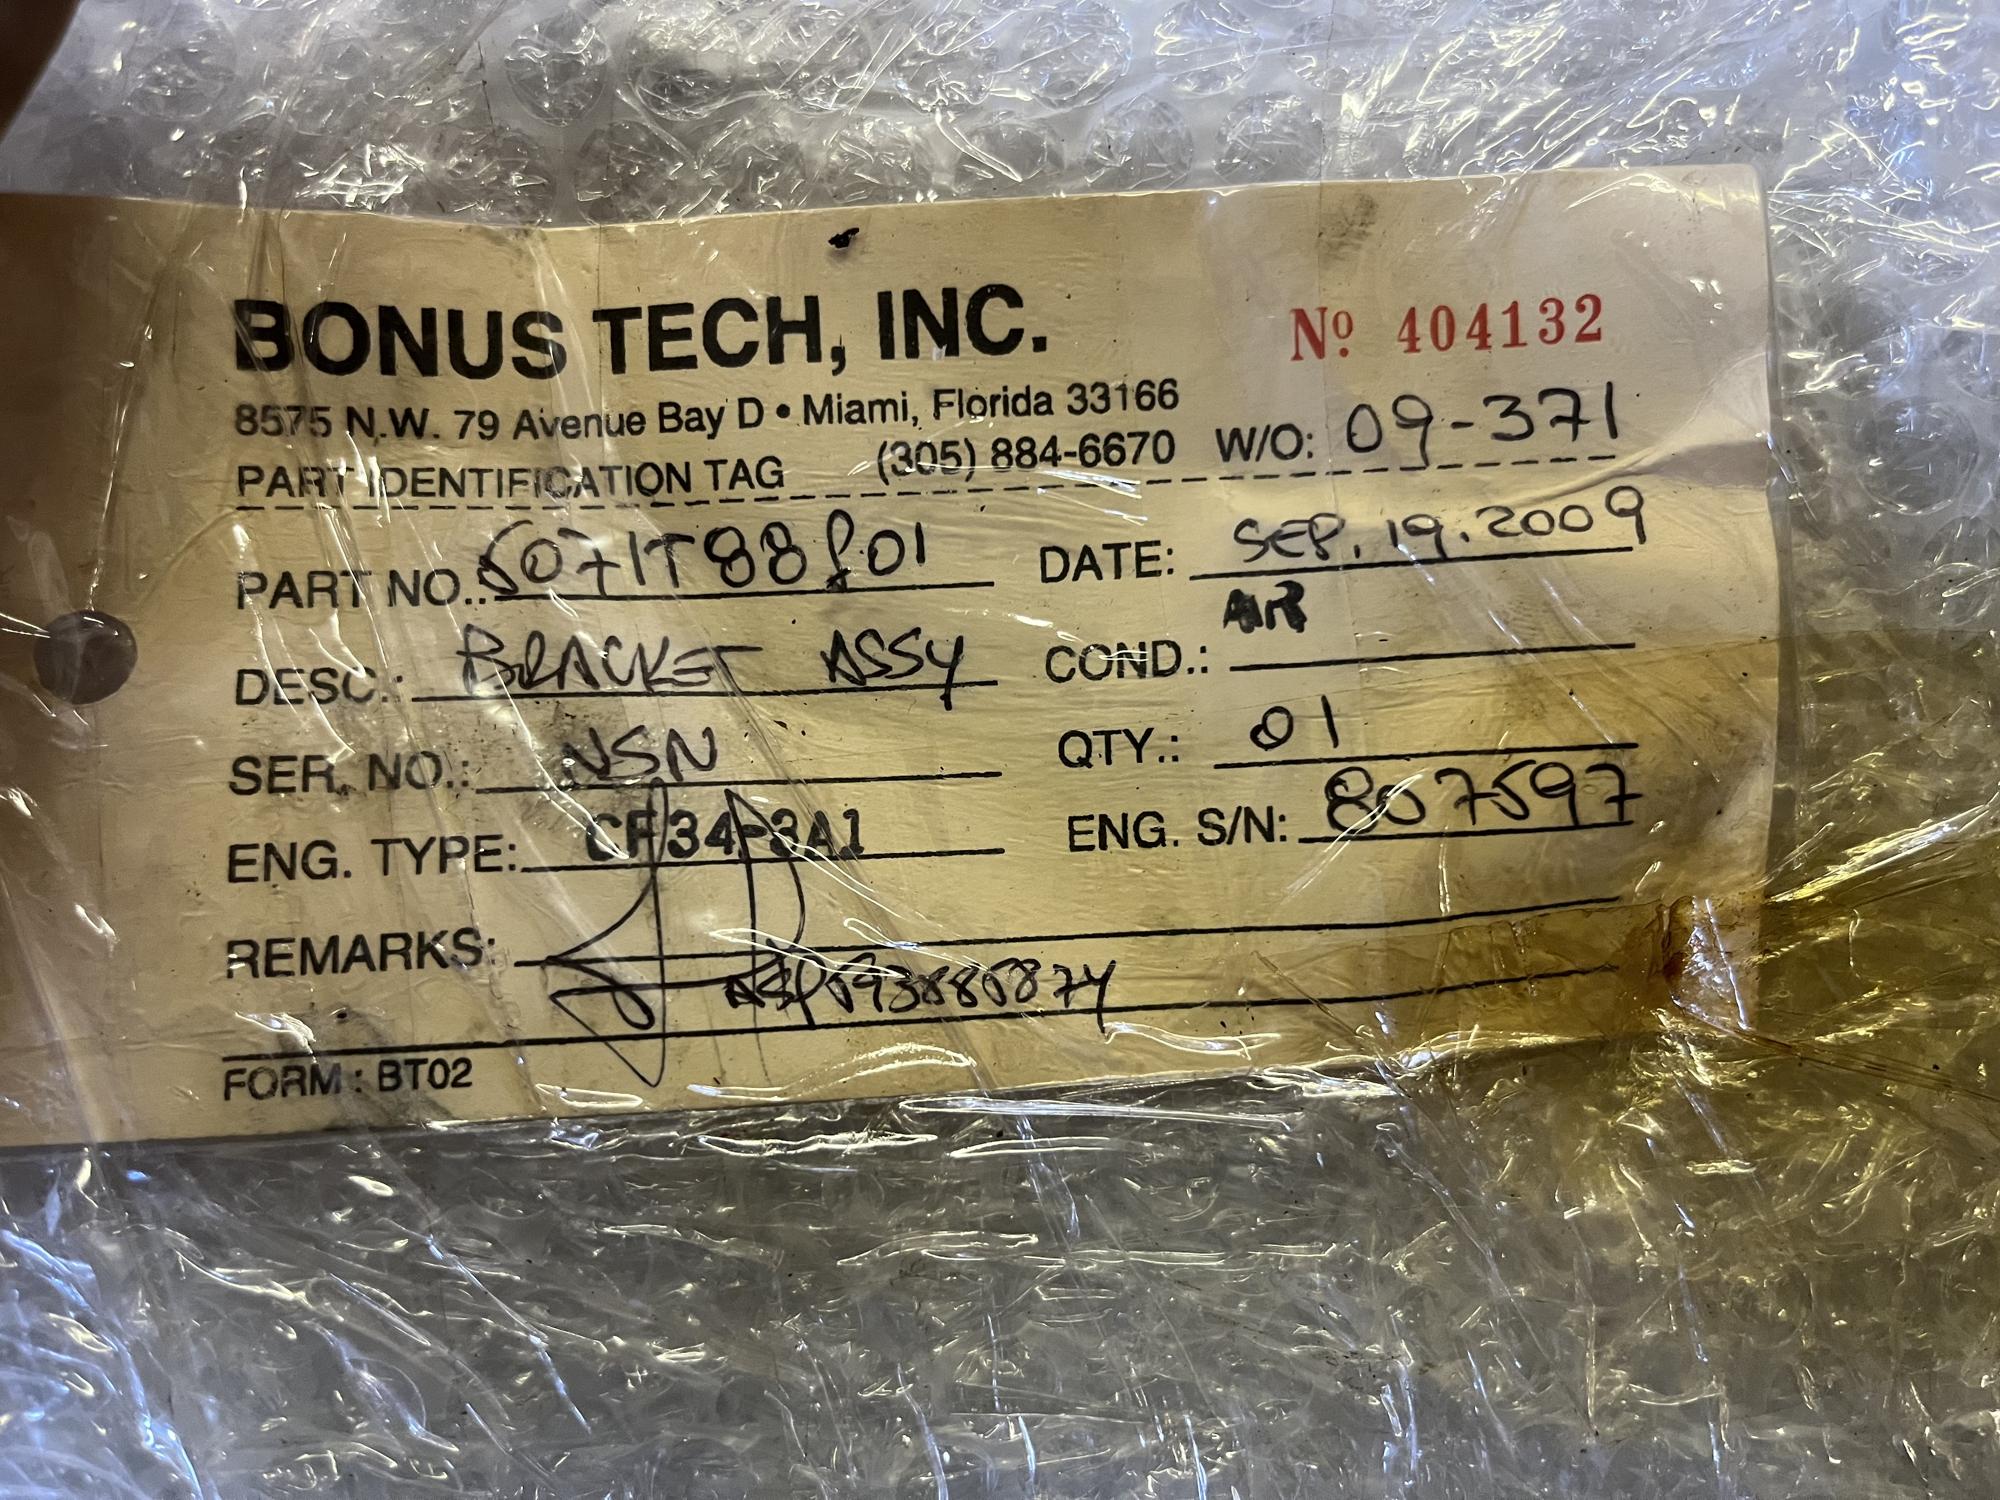 BONUS TECH, INC.
Nº 404132
8575 N.W. 79 Avenue Bay D • Miami, Florida 33166
PART IDENTIFICATION TAG (305) 884-6670 W/O: 09-371
PART NO.: 5071T88P01 DATE: SEP. 19. 2009
DESC.: BRACKET ASSY COND.: AR
SER. NO.: NSN QTY.: 01
ENG. TYPE: CF34-3A1 ENG. S/N: 807597
REMARKS:
FORM : BT02